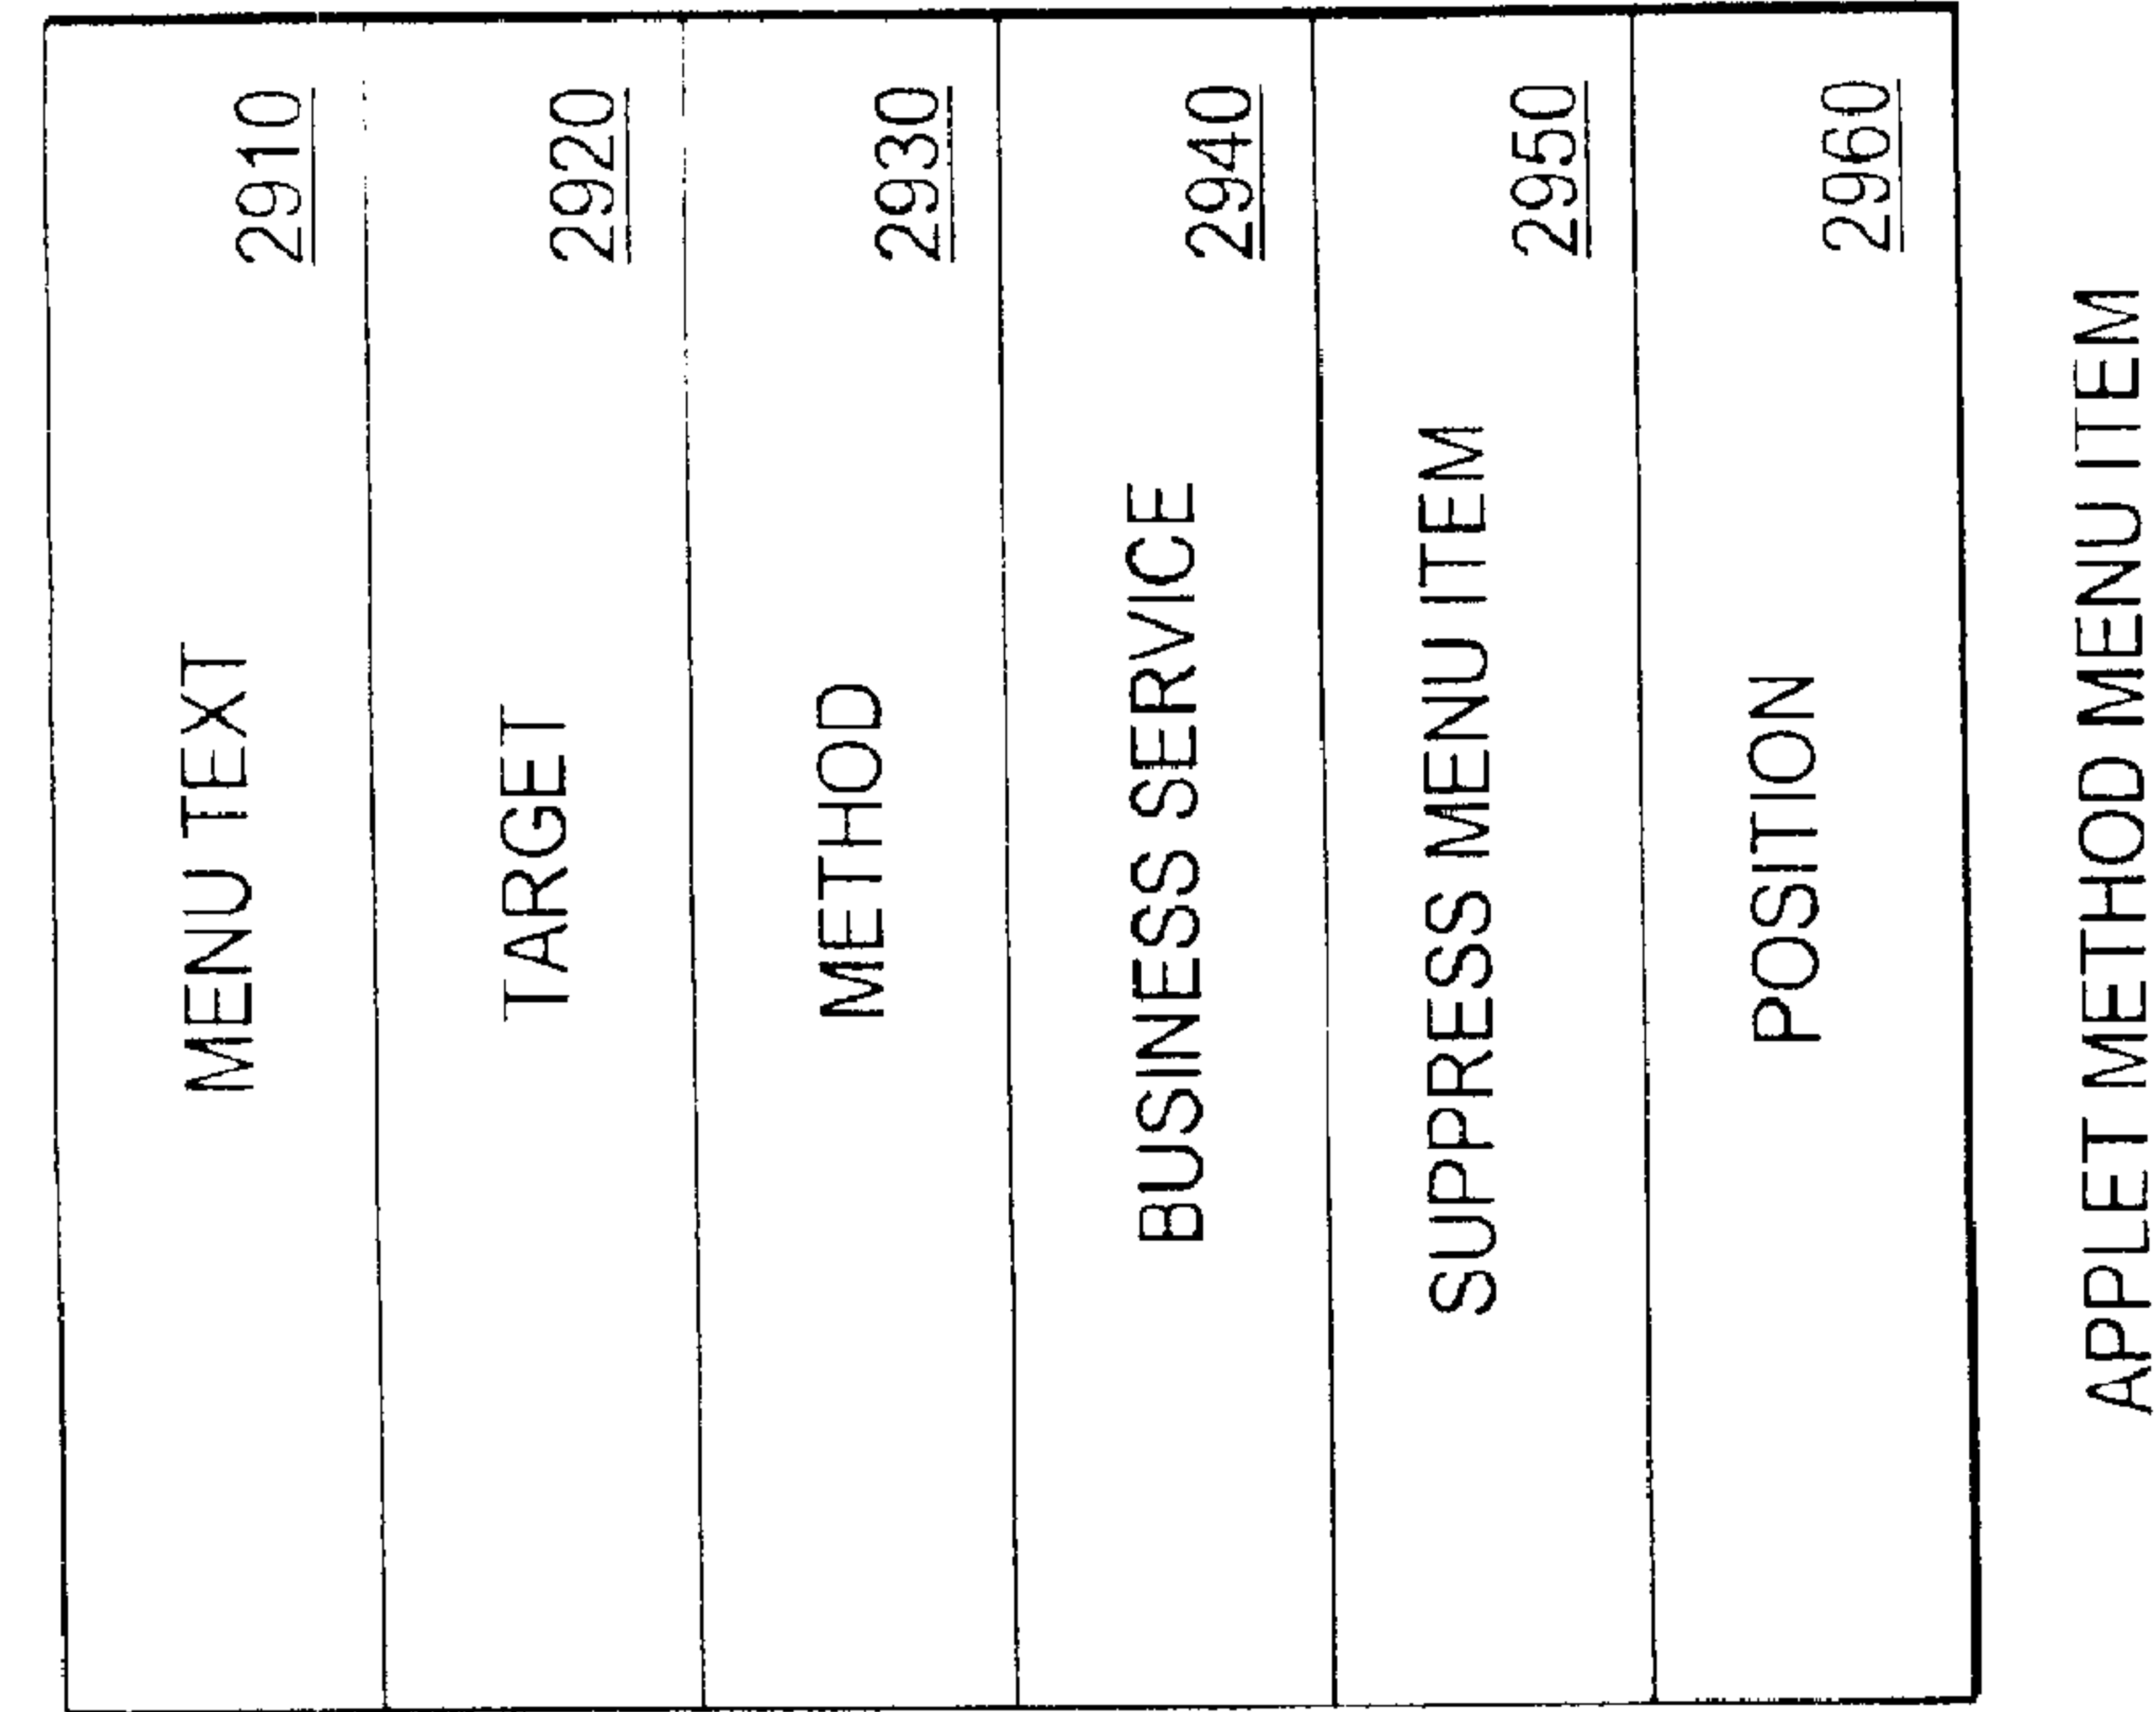 MENU TEXT
2910
TARGET
2920
METHOD
2930
BUSINESS SERVICE
2940
SUPPRESS MENU ITEM
2950
POSITION
2960
APPLET METHOD MENU ITEM